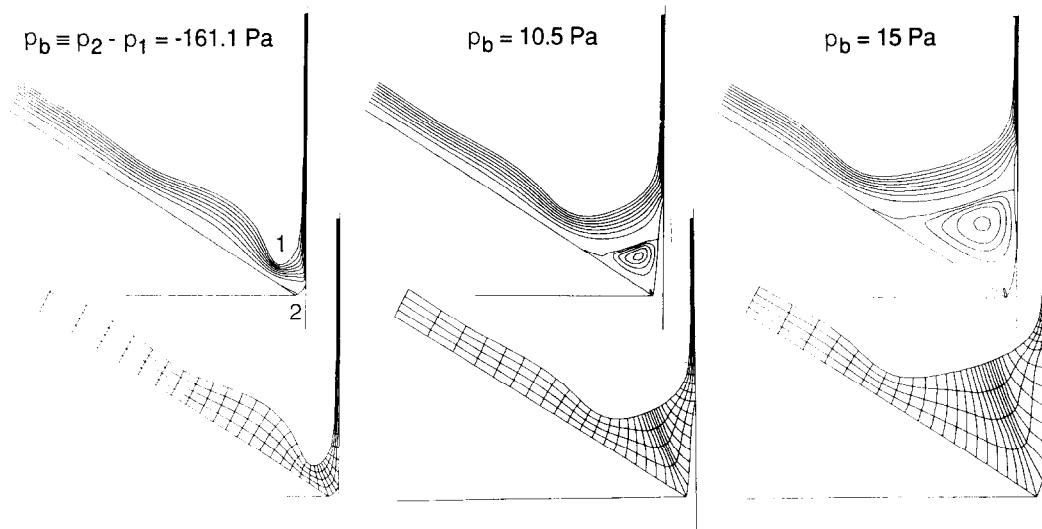 p_b ≡ p_2 - p_1 = -161.1 Pa
p_b = 10.5 Pa
p_b = 15 Pa
1
2